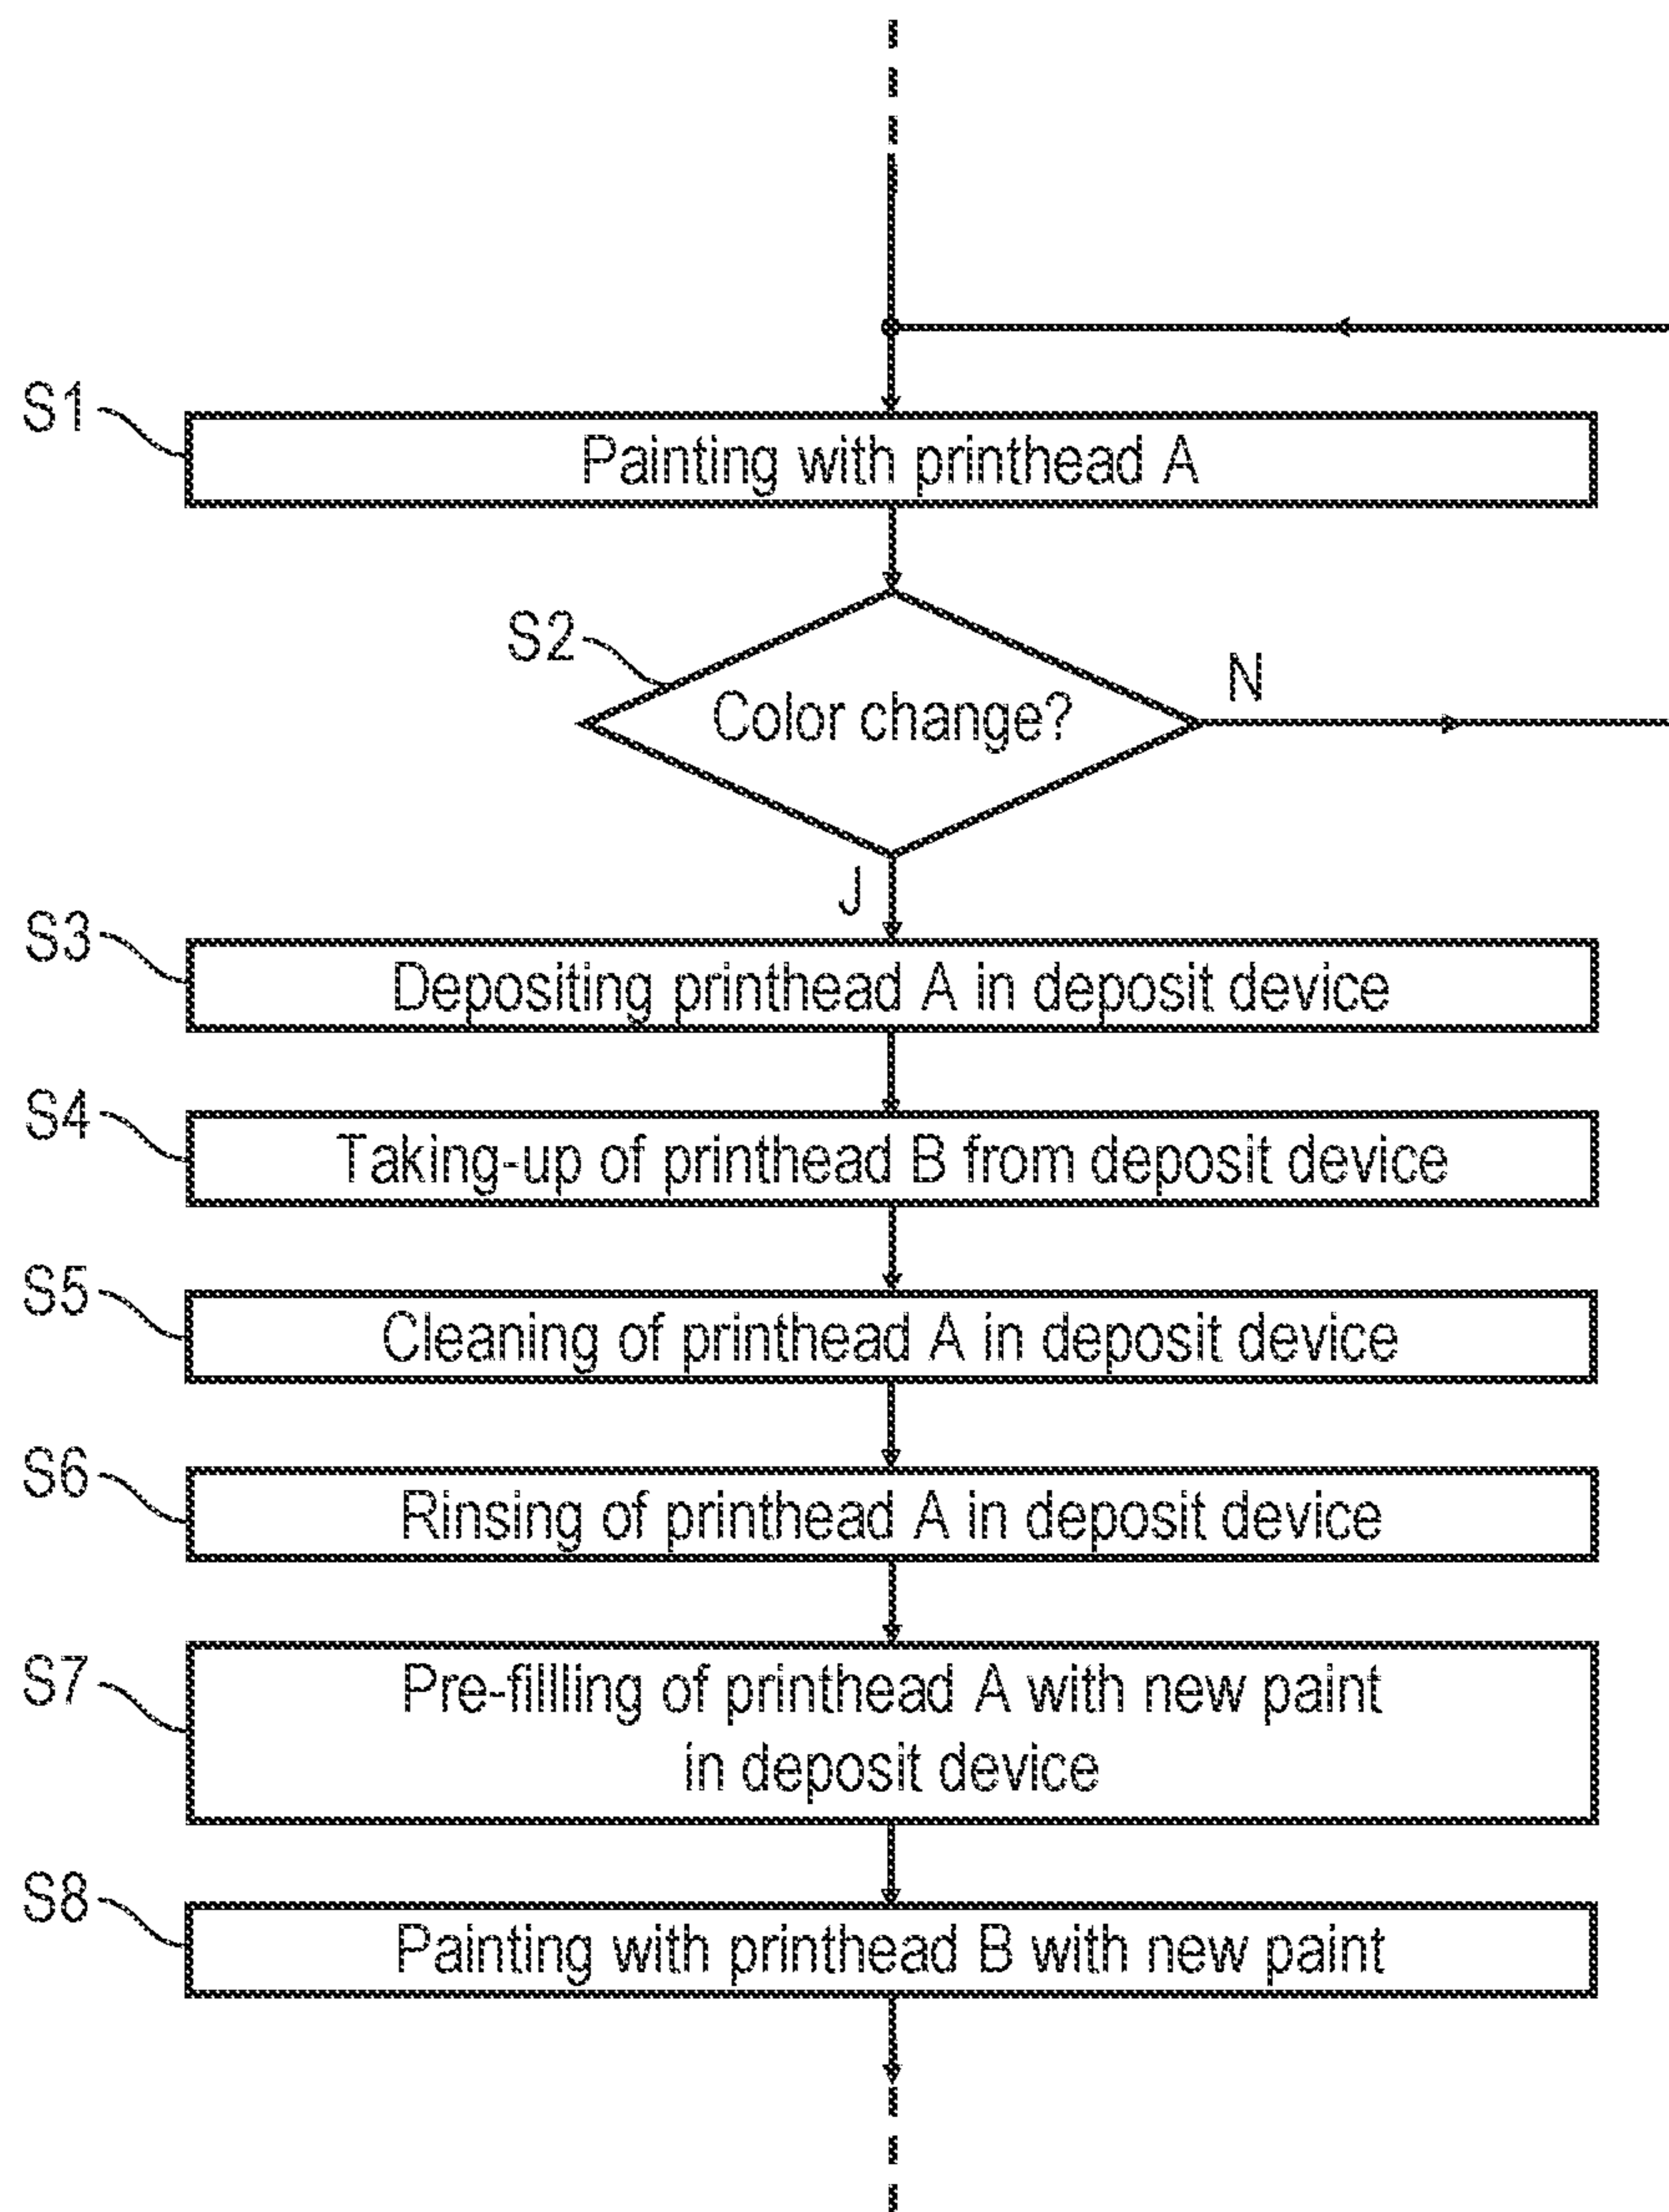 S1
Painting with printhead A
S2
Color change?
N
J
S3
Depositing printhead A in deposit device
S4
Taking-up of printhead B from deposit device
S5
Cleaning of printhead A in deposit device
S6
Rinsing of printhead A in deposit device
S7
Pre-fillling of printhead A with new paint
in deposit device
S8
Painting with printhead B with new paint